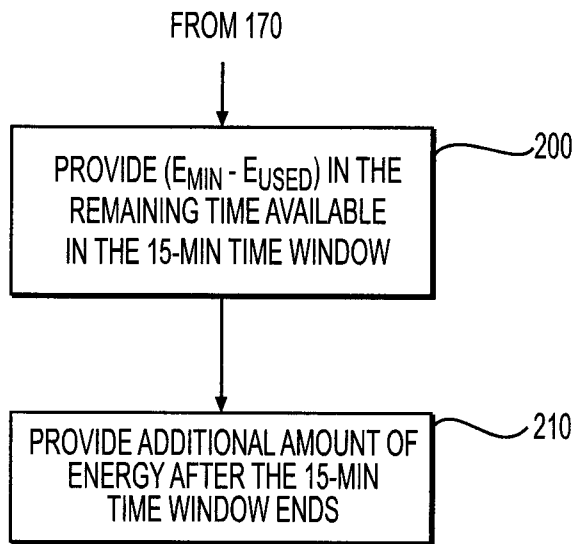 FROM 170
200
PROVIDE (EMIN - EUSED) IN THE
REMAINING TIME AVAILABLE
IN THE 15-MIN TIME WINDOW
210
PROVIDE ADDITIONAL AMOUNT OF
ENERGY AFTER THE 15-MIN
TIME WINDOW ENDS